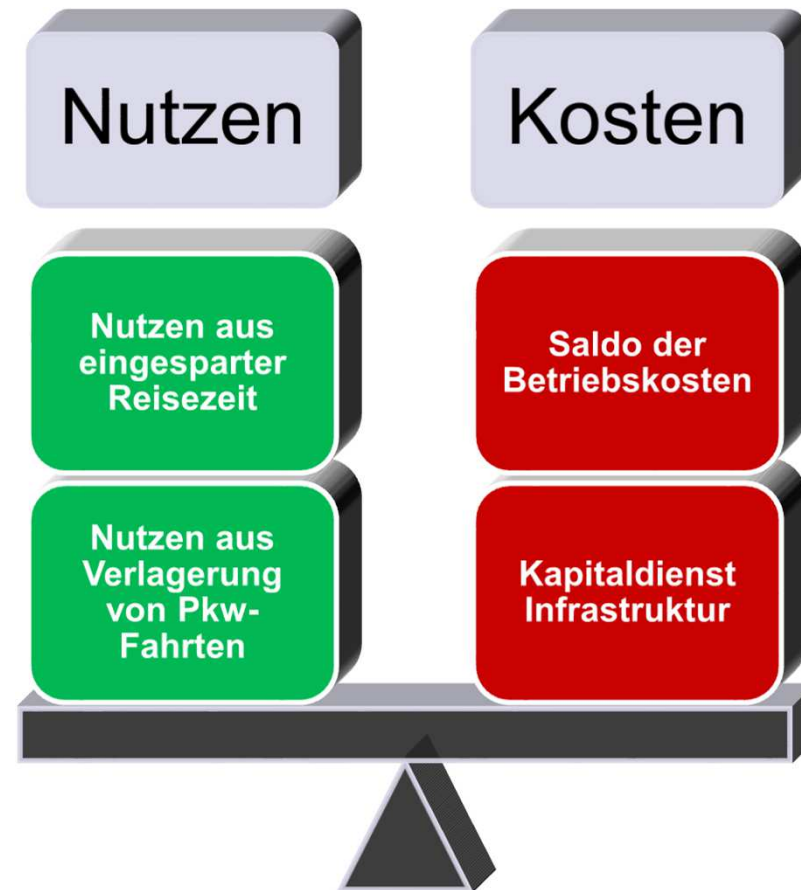 Nutzen
Kosten
Nutzen aus
eingesparter
Reisezeit
Saldo der
Betriebskosten
Nutzen aus
Verlagerung
von Pkw-
Fahrten
Kapitaldienst
Infrastruktur